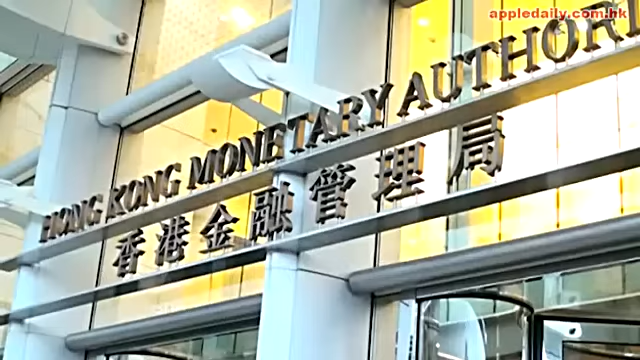 appledaily.com.hk
HONG KONG MONETARY AUTHORI
香港金融管理局